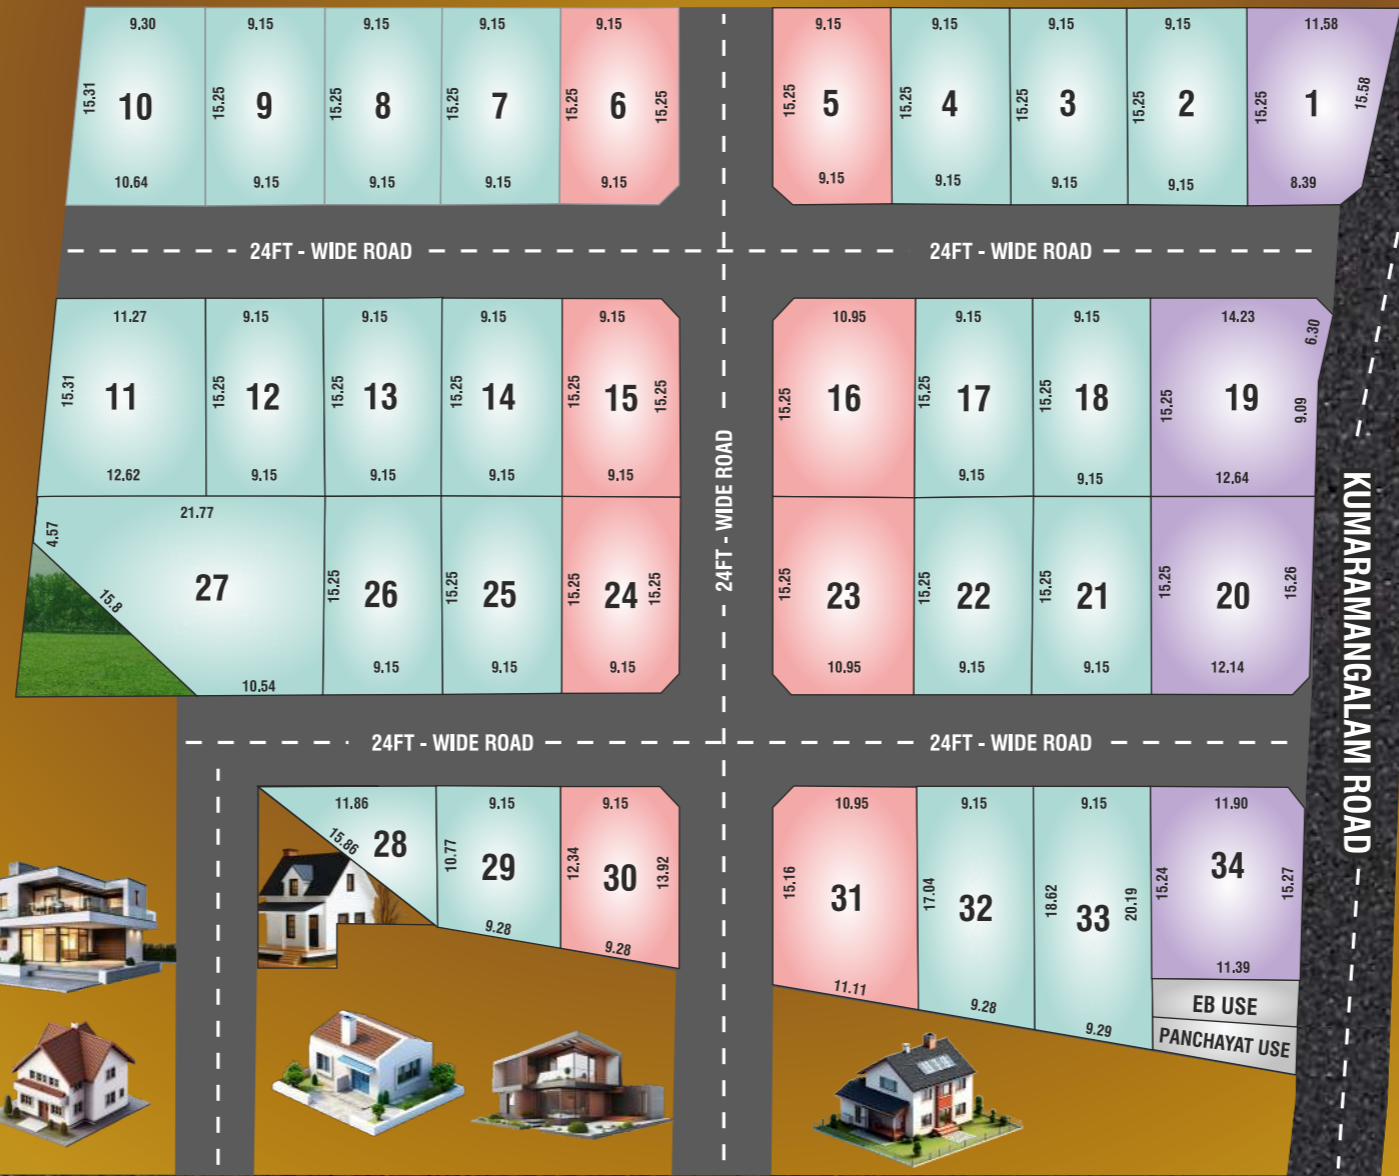 9.30 9.15 9.15 9.15 9.15 9.15 9.15 9.15 9.15 11.58
15.31 10 15.25 9 15.25 8 15.25 7 15.25 6 15.25 15.25 5 15.25 4 15.25 3 15.25 2 15.25 1 15.58
10.64 9.15 9.15 9.15 9.15 9.15 9.15 9.15 9.15 8.39
24FT - WIDE ROAD 24FT - WIDE ROAD
11.27 9.15 9.15 9.15 9.15 10.95 9.15 9.15 14.23 6.30
15.31 11 15.25 12 15.25 13 15.25 14 15.25 15 15.25 15.25 16 15.25 17 15.25 18 15.25 19 9.09
12.62 9.15 9.15 9.15 9.15 9.15 9.15 12.64
24FT - WIDE ROAD
KUMARAMANGALAM ROAD
21.77
4.57 15.8 27 15.25 26 15.25 25 15.25 24 15.25 15.25 23 15.25 22 15.25 21 15.25 20 15.26
10.54 9.15 9.15 9.15 10.95 9.15 9.15 12.14
24FT - WIDE ROAD 24FT - WIDE ROAD
11.86 9.15 9.15 10.95 9.15 9.15 11.90
15.86 28 10.77 29 12.34 30 13.92 15.16 31 17.04 32 18.62 33 20.19 15.24 34 15.27
9.28 9.28 11.11 9.28 9.29 11.39
EB USE
PANCHAYAT USE